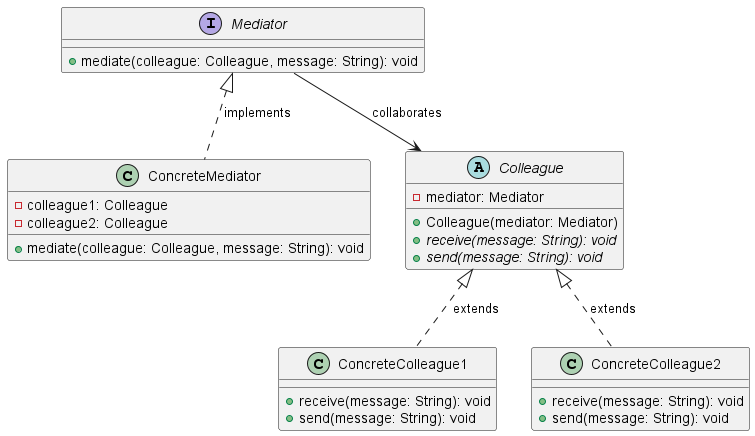 I Mediator
mediate(colleague: Colleague, message: String): void
implements
collaborates
C ConcreteMediator
colleague1: Colleague
colleague2: Colleague
mediate(colleague: Colleague, message: String): void
A Colleague
mediator: Mediator
Colleague(mediator: Mediator)
receive(message: String): void
send(message: String): void
extends
extends
C ConcreteColleague1
receive(message: String): void
send(message: String): void
C ConcreteColleague2
receive(message: String): void
send(message: String): void